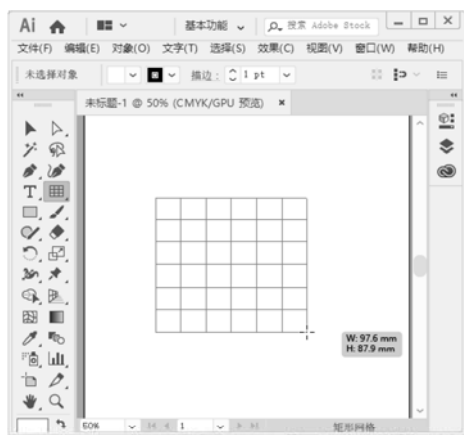 Ai 基本功能 搜索 Adobe Stock
文件(F) 编辑(E) 对象(O) 文字(T) 选择(S) 效果(C) 视图(V) 窗口(W) 帮助(H)
未选择对象 描边: 1 pt
未标题-1 @ 50% (CMYK/GPU 预览) ×
T
W: 97.6 mm
H: 87.9 mm
50% 1 矩形网格